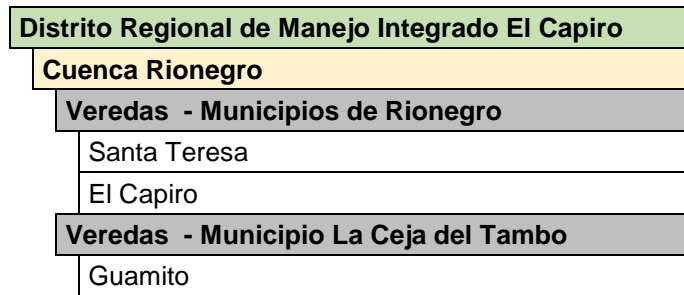 Distrito Regional de Manejo Integrado El Capiro
Cuenca Rionegro
Veredas - Municipios de Rionegro
Santa Teresa
El Capiro
Veredas - Municipio La Ceja del Tambo
Guamito